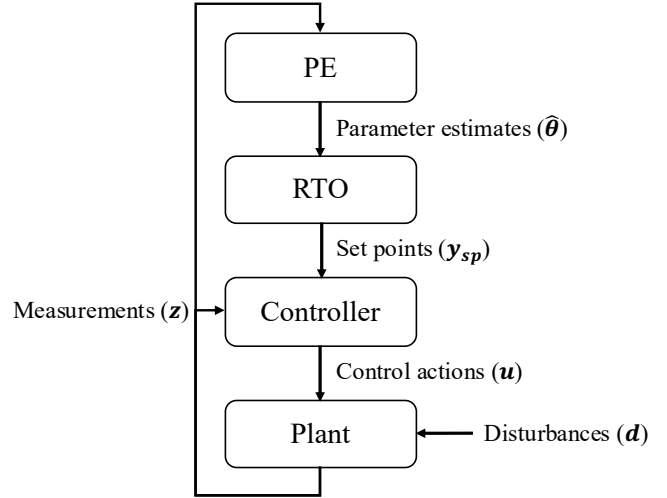 PE
Parameter estimates (θ̂)
RTO
Set points (y_sp)
Measurements (z)
Controller
Control actions (u)
Plant
Disturbances (d)